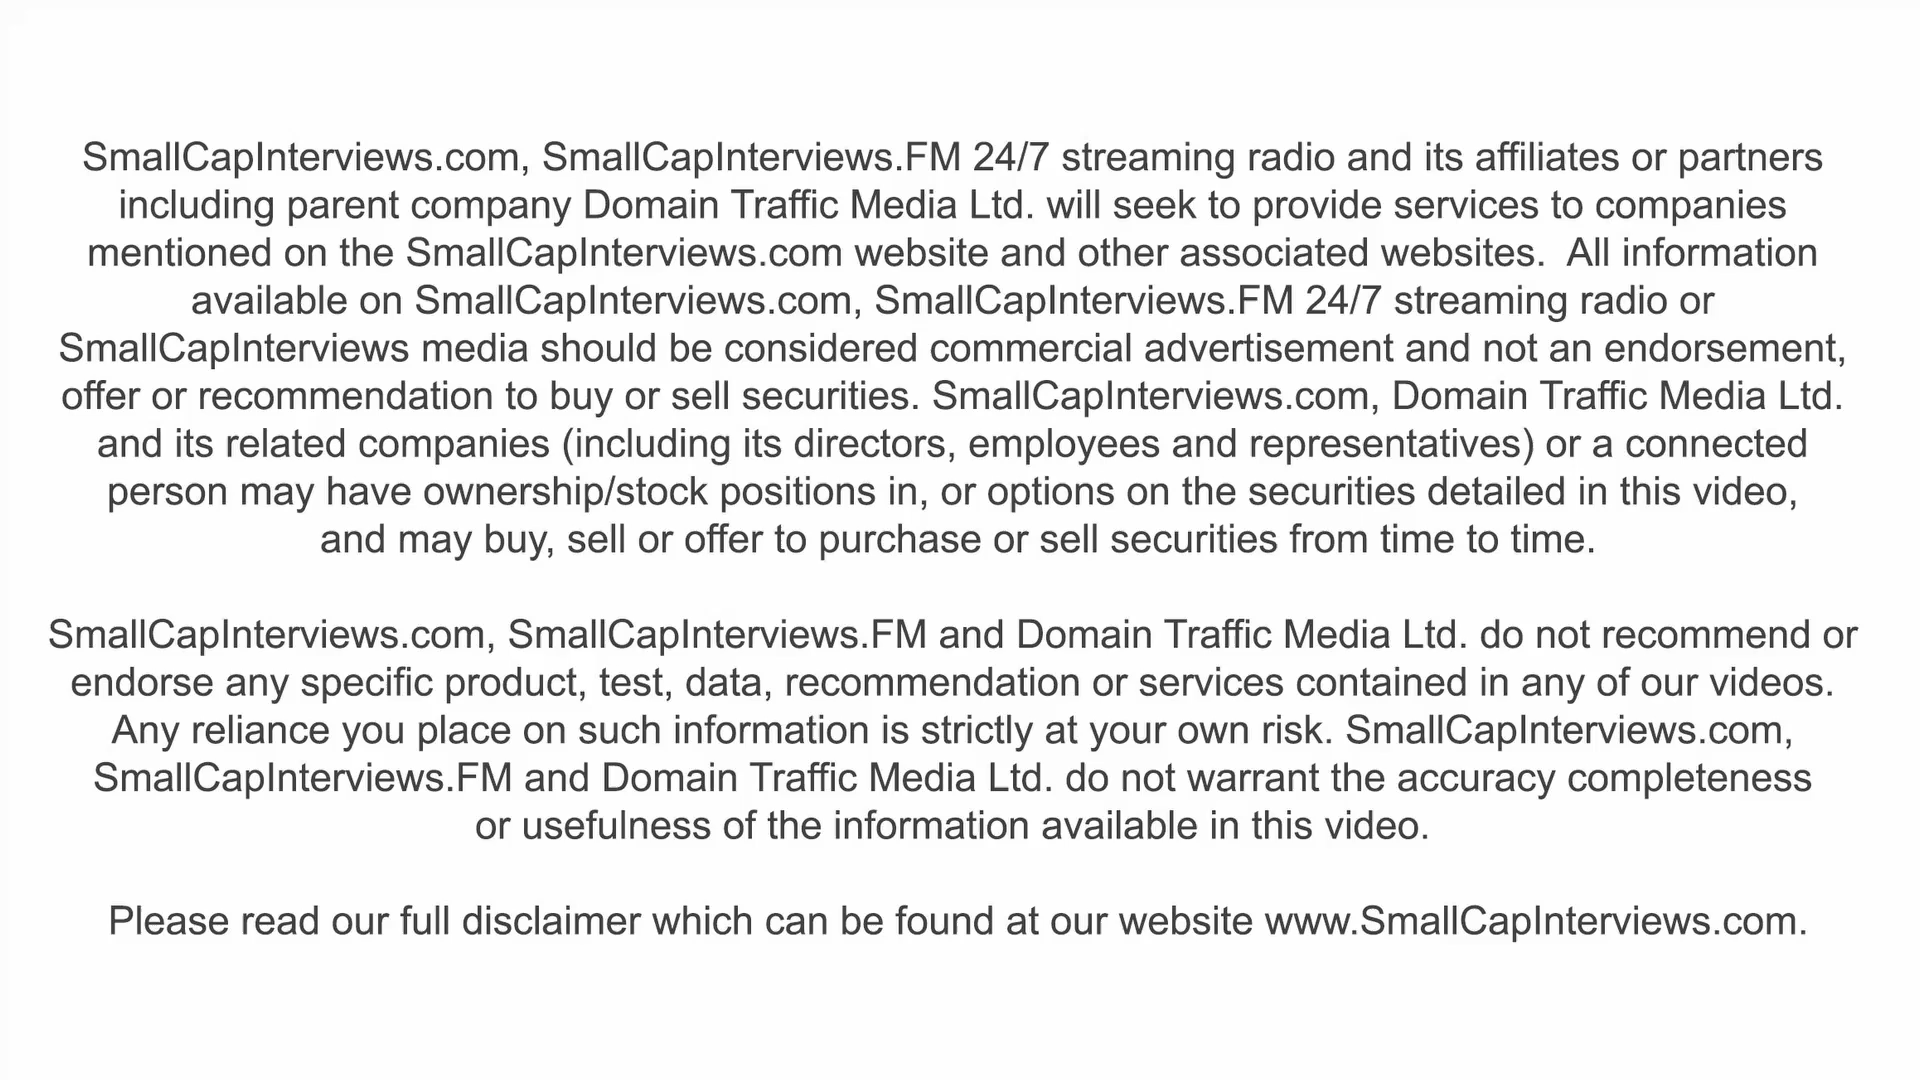 SmallCapInterviews.com, SmallCapInterviews.FM 24/7 streaming radio and its affiliates or partners
including parent company Domain Traffic Media Ltd. will seek to provide services to companies
mentioned on the SmallCapInterviews.com website and other associated websites.  All information
available on SmallCapInterviews.com, SmallCapInterviews.FM 24/7 streaming radio or
SmallCapInterviews media should be considered commercial advertisement and not an endorsement,
offer or recommendation to buy or sell securities. SmallCapInterviews.com, Domain Traffic Media Ltd.
and its related companies (including its directors, employees and representatives) or a connected
person may have ownership/stock positions in, or options on the securities detailed in this video,
and may buy, sell or offer to purchase or sell securities from time to time.
SmallCapInterviews.com, SmallCapInterviews.FM and Domain Traffic Media Ltd. do not recommend or
endorse any specific product, test, data, recommendation or services contained in any of our videos.
Any reliance you place on such information is strictly at your own risk. SmallCapInterviews.com,
SmallCapInterviews.FM and Domain Traffic Media Ltd. do not warrant the accuracy completeness
or usefulness of the information available in this video.
Please read our full disclaimer which can be found at our website www.SmallCapInterviews.com.